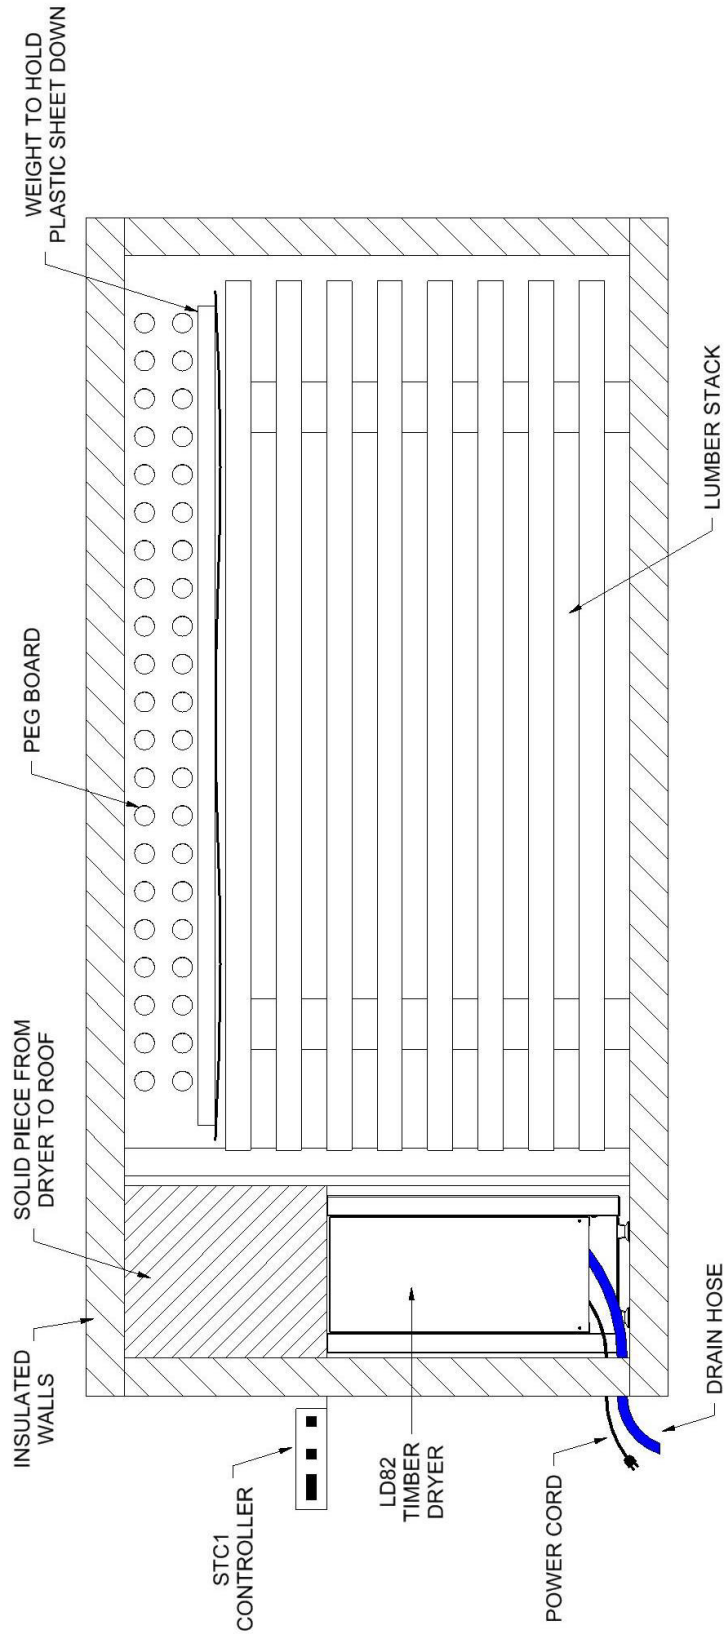 INSULATED
WALLS
SOLID PIECE FROM
DRYER TO ROOF
PEG BOARD
WEIGHT TO HOLD
PLASTIC SHEET DOWN
STC1
CONTROLLER
LD82
TIMBER
DRYER
POWER CORD
DRAIN HOSE
LUMBER STACK